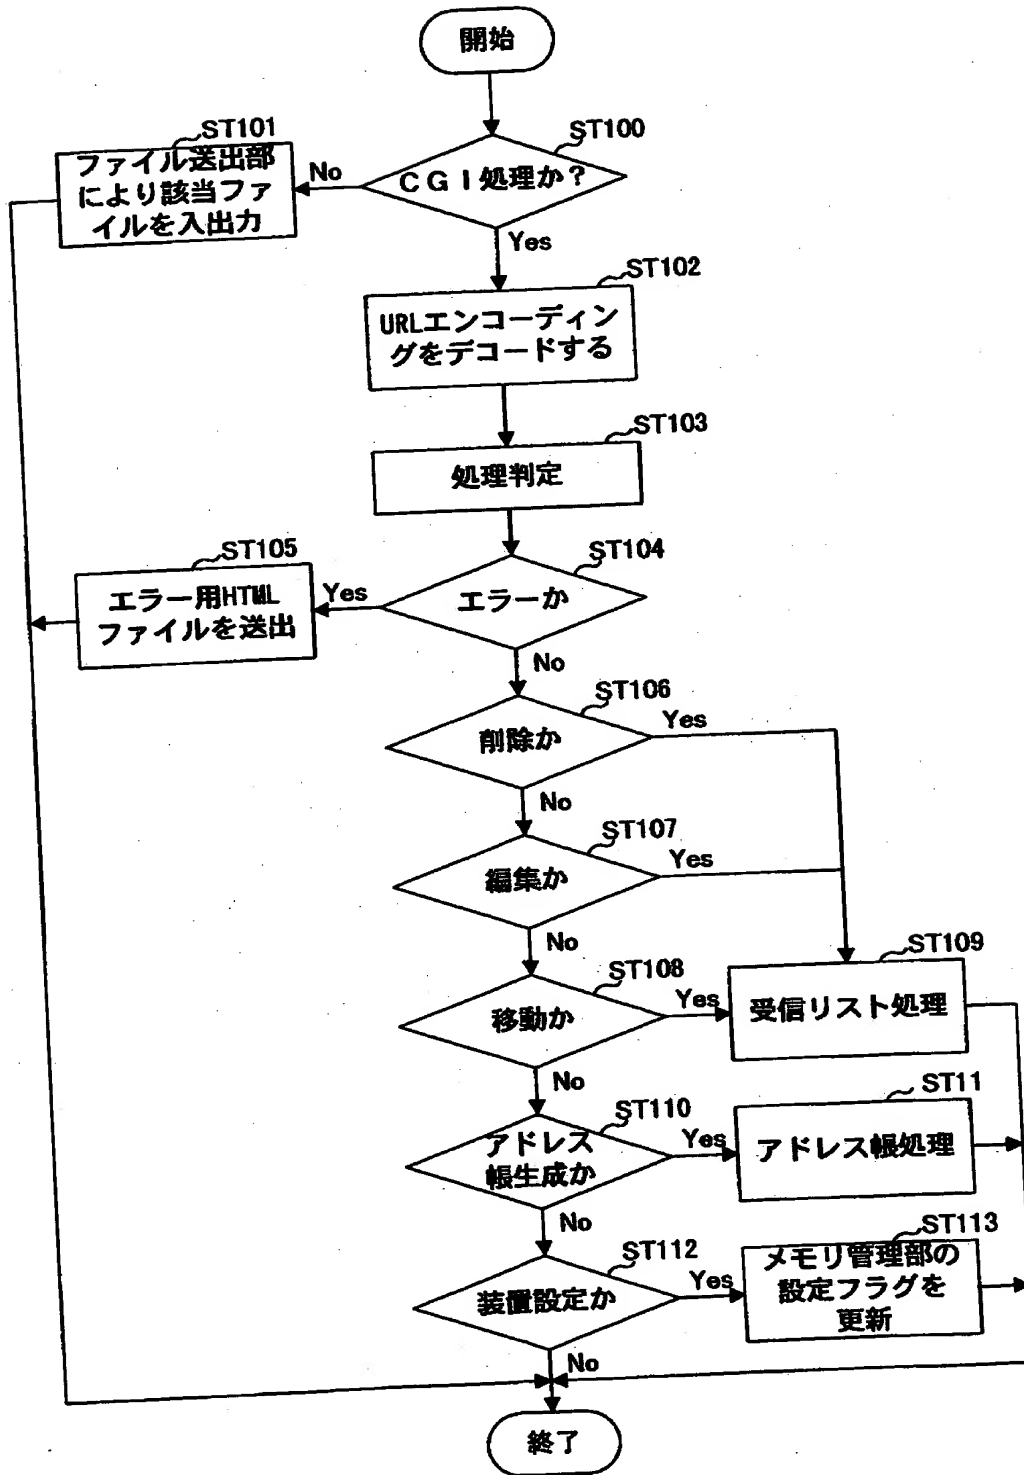 開始
ST100
CGI処理か?
No
ST101
ファイル送出部
により該当ファ
イルを入出力
Yes
ST102
URLエンコーディン
グをデコードする
ST103
処理判定
ST104
エラーか
Yes
ST105
エラー用HTML
ファイルを送出
No
ST106
削除か
Yes
No
ST107
編集か
Yes
No
ST108
移動か
Yes
ST109
受信リスト処理
No
ST110
アドレス
帳生成か
Yes
ST11
アドレス帳処理
No
ST112
装置設定か
Yes
ST113
メモリ管理部の
設定フラグを
更新
No
終了